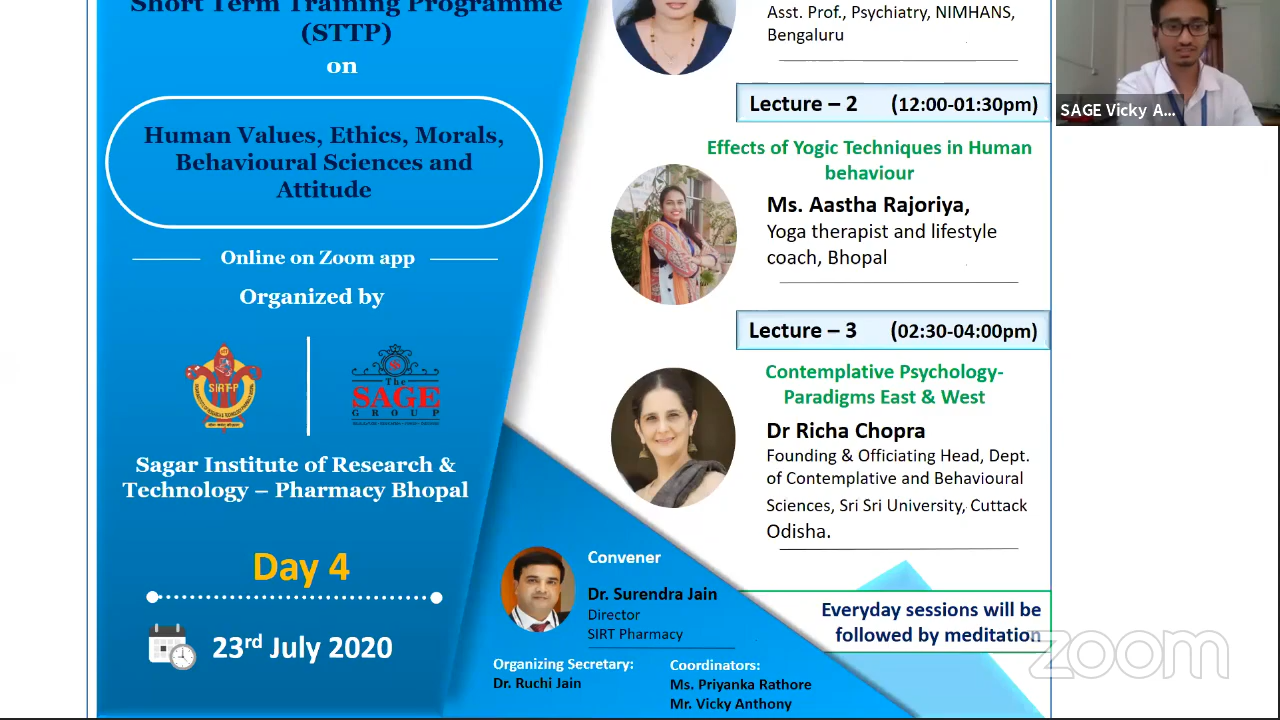 Short Term Training Programme
(STTP)
on
Human Values, Ethics, Morals,
Behavioural Sciences and
Attitude
Online on Zoom app
Organized by
SIRT-P
The
SAGE
GROUP
Sagar Institute of Research &
Technology – Pharmacy Bhopal
Day 4
23rd July 2020
Asst. Prof., Psychiatry, NIMHANS,
Bengaluru
Lecture – 2 (12:00-01:30pm)
Effects of Yogic Techniques in Human
behaviour
Ms. Aastha Rajoriya,
Yoga therapist and lifestyle
coach, Bhopal
Lecture – 3 (02:30-04:00pm)
Contemplative Psychology-
Paradigms East & West
Dr Richa Chopra
Founding & Officiating Head, Dept.
of Contemplative and Behavioural
Sciences, Sri Sri University, Cuttack
Odisha.
Convener
Dr. Surendra Jain
Director
SIRT Pharmacy
Organizing Secretary:
Dr. Ruchi Jain
Coordinators:
Ms. Priyanka Rathore
Mr. Vicky Anthony
Everyday sessions will be
followed by meditation
SAGE Vicky A...
zoom